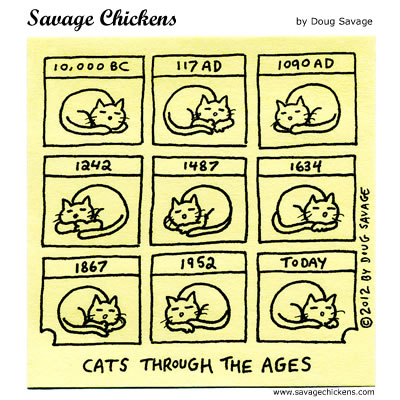 Savage Chickens
by Doug Savage
10,000 BC
117 AD
1090 AD
1242
1487
1634
1867
1952
TODAY
CATS THROUGH THE AGES
©2012 BY DOUG SAVAGE
www.savagechickens.com